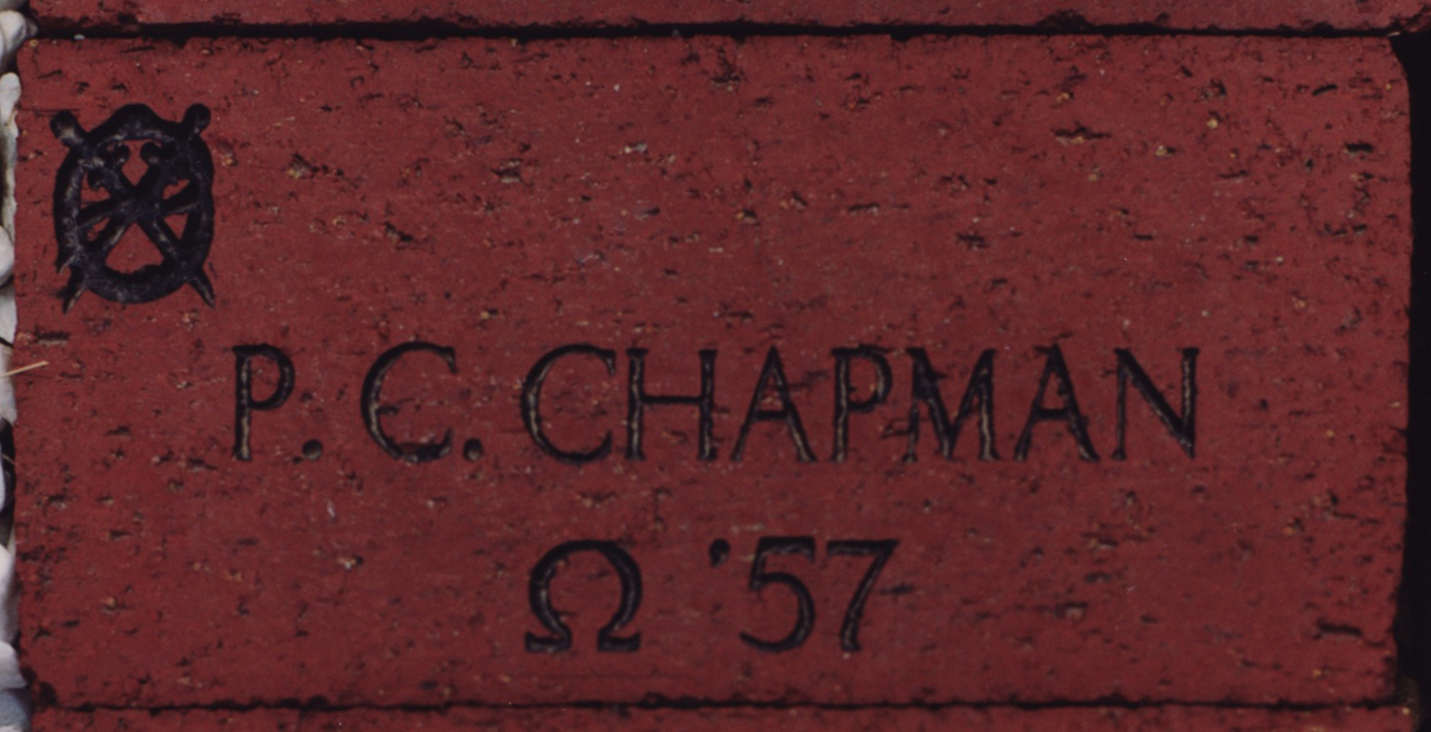 P. C. CHAPMAN
Ω '57